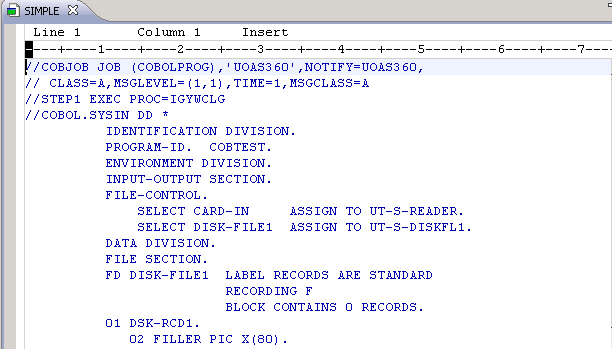 SIMPLE
Line 1 Column 1 Insert
----+----1----+----2----+----3----+----4----+----5----+----6----+----7--
//COBJOB JOB (COBOLPROG),'UOAS360',NOTIFY=UOAS360,
// CLASS=A,MSGLEVEL=(1,1),TIME=1,MSGCLASS=A
//STEP1 EXEC PROC=IGYWCLG
//COBOL.SYSIN DD *
IDENTIFICATION DIVISION.
PROGRAM-ID. COBTEST.
ENVIRONMENT DIVISION.
INPUT-OUTPUT SECTION.
FILE-CONTROL.
SELECT CARD-IN ASSIGN TO UT-S-READER.
SELECT DISK-FILE1 ASSIGN TO UT-S-DISKFL1.
DATA DIVISION.
FILE SECTION.
FD DISK-FILE1 LABEL RECORDS ARE STANDARD
RECORDING F
BLOCK CONTAINS 0 RECORDS.
01 DSK-RCD1.
02 FILLER PIC X(80).